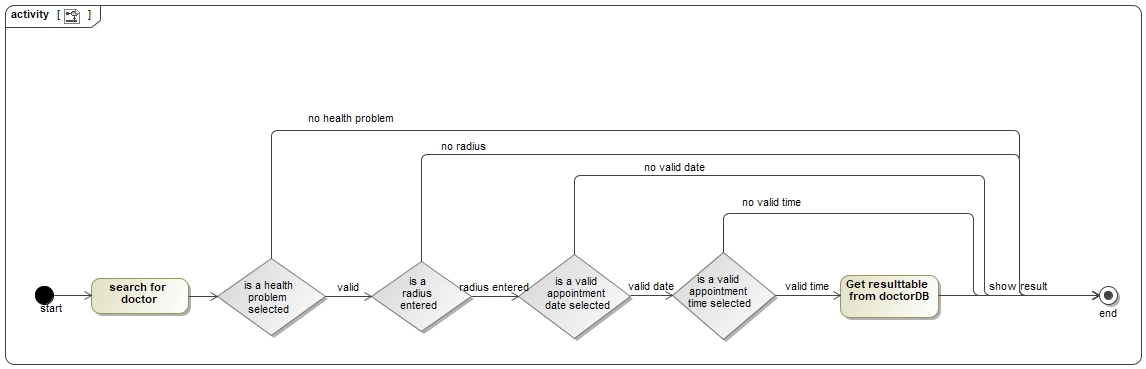 activity [ ]
no health problem
no radius
no valid date
no valid time
start
search for
doctor
is a health
problem
selected
valid
is a
radius
entered
radius entered
is a valid
appointment
date selected
valid date
is a valid
appointment
time selected
valid time
Get resulttable
from doctorDB
show result
end